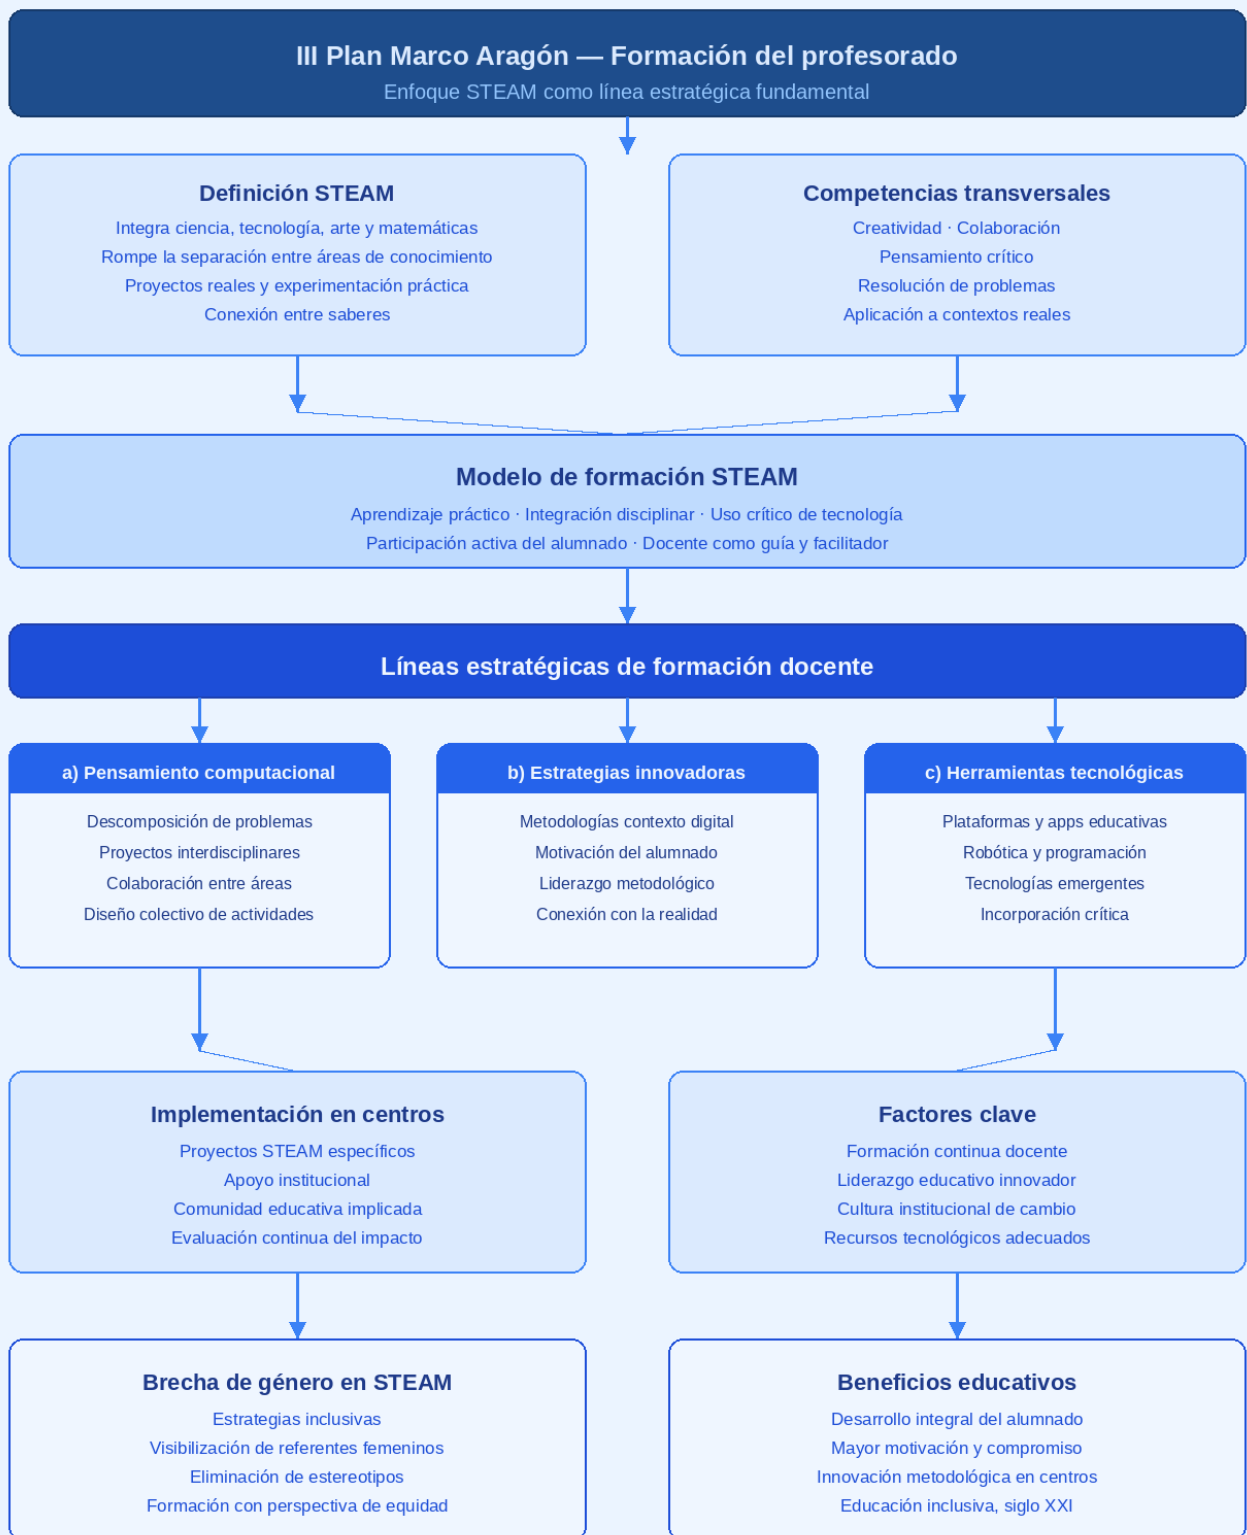 III Plan Marco Aragón — Formación del profesorado
Enfoque STEAM como línea estratégica fundamental
Definición STEAM
Integra ciencia, tecnología, arte y matemáticas
Rompe la separación entre áreas de conocimiento
Proyectos reales y experimentación práctica
Conexión entre saberes
Competencias transversales
Creatividad · Colaboración
Pensamiento crítico
Resolución de problemas
Aplicación a contextos reales
Modelo de formación STEAM
Aprendizaje práctico · Integración disciplinar · Uso crítico de tecnología
Participación activa del alumnado · Docente como guía y facilitador
Líneas estratégicas de formación docente
a) Pensamiento computacional
Descomposición de problemas
Proyectos interdisciplinares
Colaboración entre áreas
Diseño colectivo de actividades
b) Estrategias innovadoras
Metodologías contexto digital
Motivación del alumnado
Liderazgo metodológico
Conexión con la realidad
c) Herramientas tecnológicas
Plataformas y apps educativas
Robótica y programación
Tecnologías emergentes
Incorporación crítica
Implementación en centros
Proyectos STEAM específicos
Apoyo institucional
Comunidad educativa implicada
Evaluación continua del impacto
Factores clave
Formación continua docente
Liderazgo educativo innovador
Cultura institucional de cambio
Recursos tecnológicos adecuados
Brecha de género en STEAM
Estrategias inclusivas
Visibilización de referentes femeninos
Eliminación de estereotipos
Formación con perspectiva de equidad
Beneficios educativos
Desarrollo integral del alumnado
Mayor motivación y compromiso
Innovación metodológica en centros
Educación inclusiva, siglo XXI